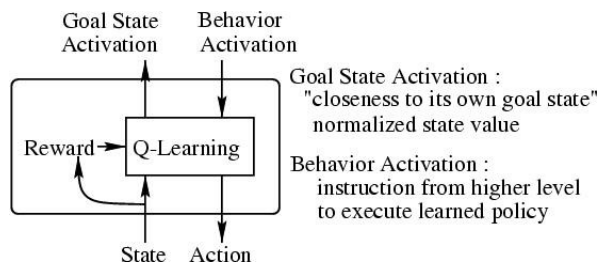 Goal State
Activation
Behavior
Activation
Reward
Q-Learning
State
Action
Goal State Activation :
"closeness to its own goal state"
normalized state value
Behavior Activation :
instruction from higher level
to execute learned policy